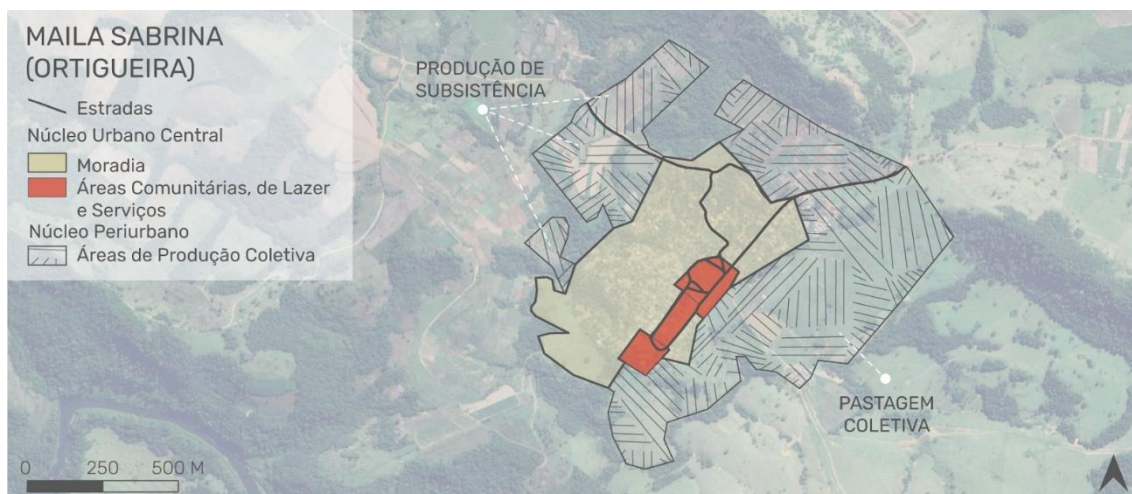 MAILA SABRINA
(ORTIGUEIRA)
Estradas
Núcleo Urbano Central
Moradia
Áreas Comunitárias, de Lazer
e Serviços
Núcleo Periurbano
Áreas de Produção Coletiva
PRODUÇÃO DE
SUBSISTÊNCIA
PASTAGEM
COLETIVA
0 250 500 M